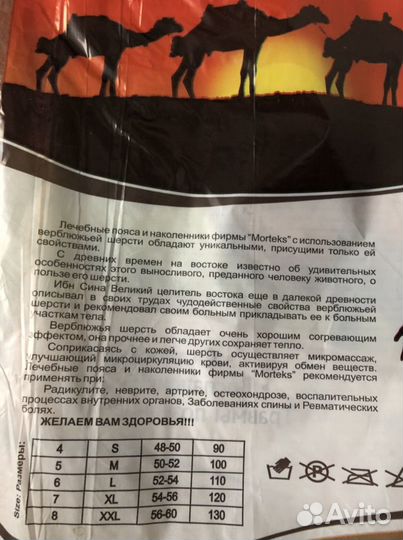 Лечебные пояса и наколенники фирмы "Morteks" с использованием
верблюжьей шерсти обладают уникальными, присущими только ей
свойствами.
С древних времен на востоке известно об удивительных
особенностях этого выносливого, преданного человеку животного, о
пользе его шерсти.
Ибн Сина Великий целитель востока еще в далекой древности
описывал в своих трудах чудодейственные свойства верблюжьей
шерсти и рекомендовал своим больным прикладывать ее к больным
участкам тела.
Верблюжья шерсть обладает очень хорошим согревающим
эффектом, она прочнее и легче других сохраняет тепло.
Соприкасаясь с кожей, шерсть осуществляет микромассаж,
улучшающий микроциркуляцию крови, активируя обмен веществ.
Лечебные пояса и наколенники фирмы "Morteks" рекомендуется
применять при:
Радикулите, неврите, артрите, остеохондрозе, воспалительных
процессах внутренних органов, Заболеваниях спины и Ревматических
болях.
ЖЕЛАЕМ ВАМ ЗДОРОВЬЯ!!!
Size: Размеры:
4 S 48-50 90
5 M 50-52 100
6 L 52-54 110
7 XL 54-56 120
8 XXL 56-60 130
Avito